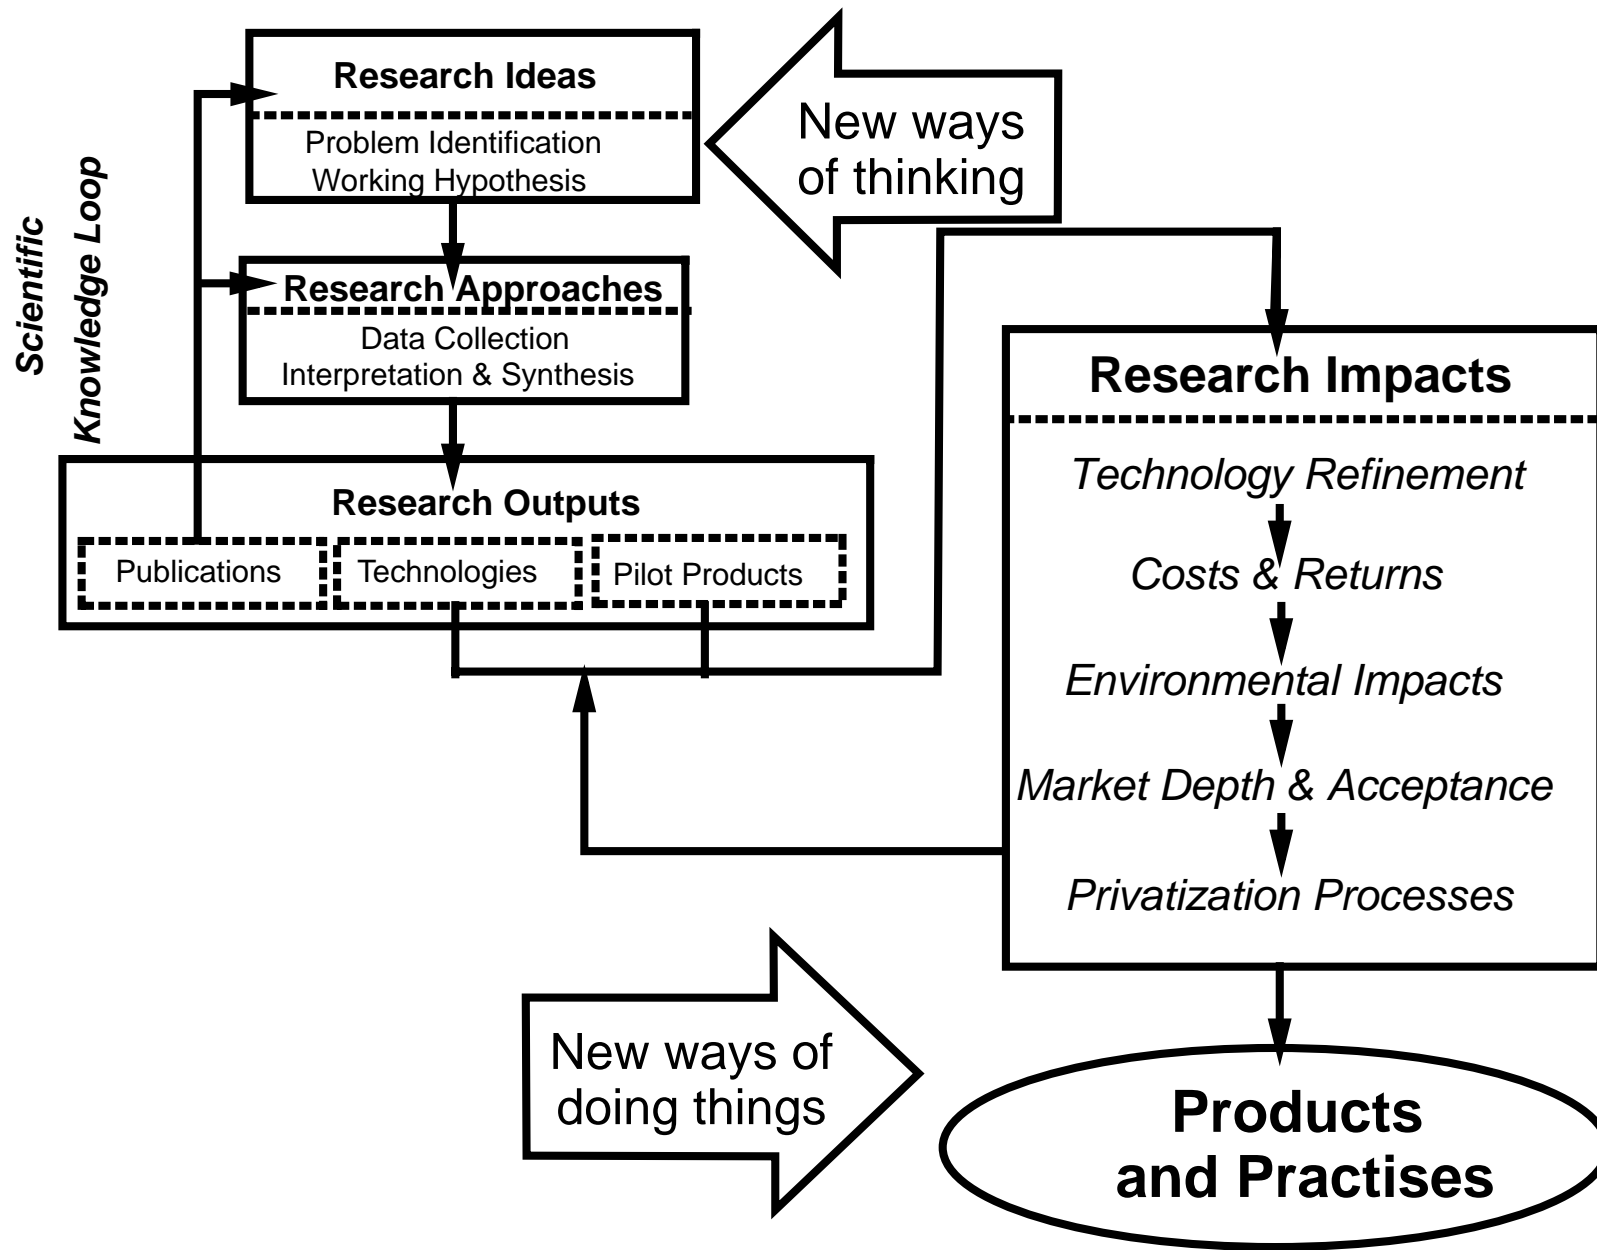 Research Ideas
Problem Identification
Working Hypothesis
New ways
of thinking
Scientific
Knowledge Loop
Research Approaches
Data Collection
Interpretation & Synthesis
Research Outputs
Publications
Technologies
Pilot Products
Research Impacts
Technology Refinement
Costs & Returns
Environmental Impacts
Market Depth & Acceptance
Privatization Processes
New ways of
doing things
Products
and Practises